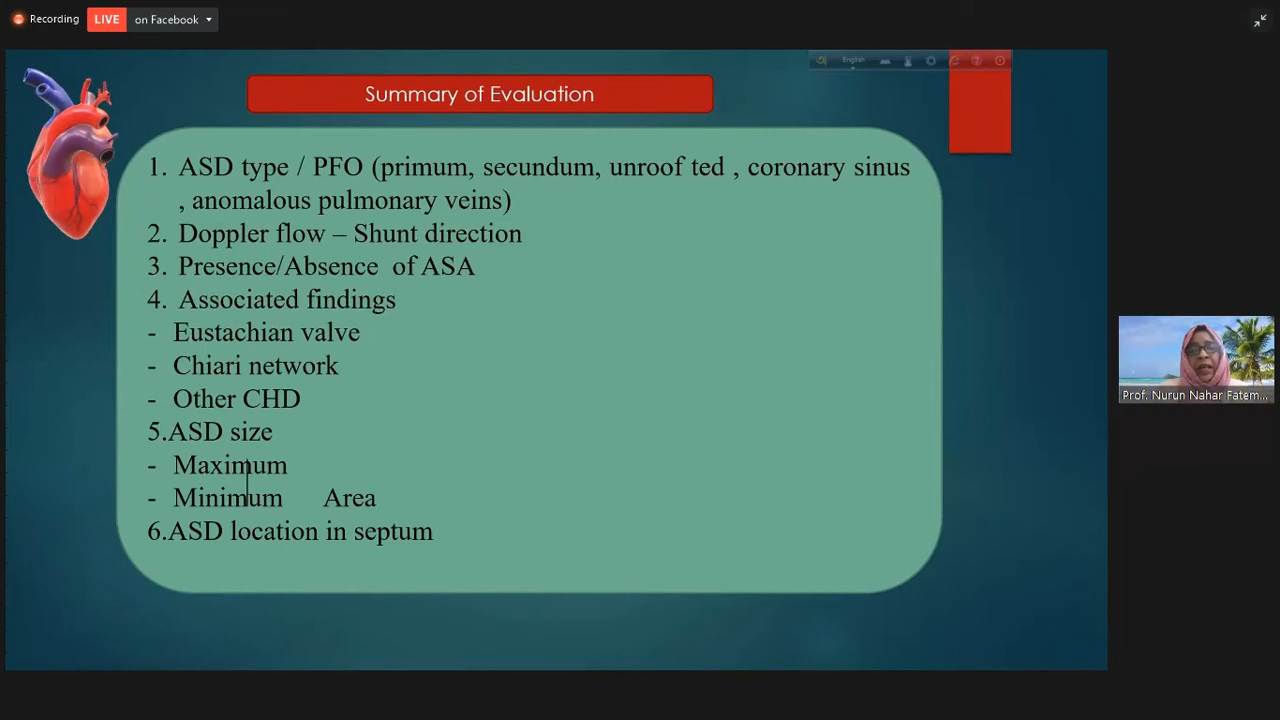 Recording
LIVE on Facebook
English
Summary of Evaluation
1. ASD type / PFO (primum, secundum, unroof ted , coronary sinus
, anomalous pulmonary veins)
2. Doppler flow – Shunt direction
3. Presence/Absence of ASA
4. Associated findings
- Eustachian valve
- Chiari network
- Other CHD
5.ASD size
- Maximum
- Minimum Area
6.ASD location in septum
Prof. Nurun Nahar Fatem...